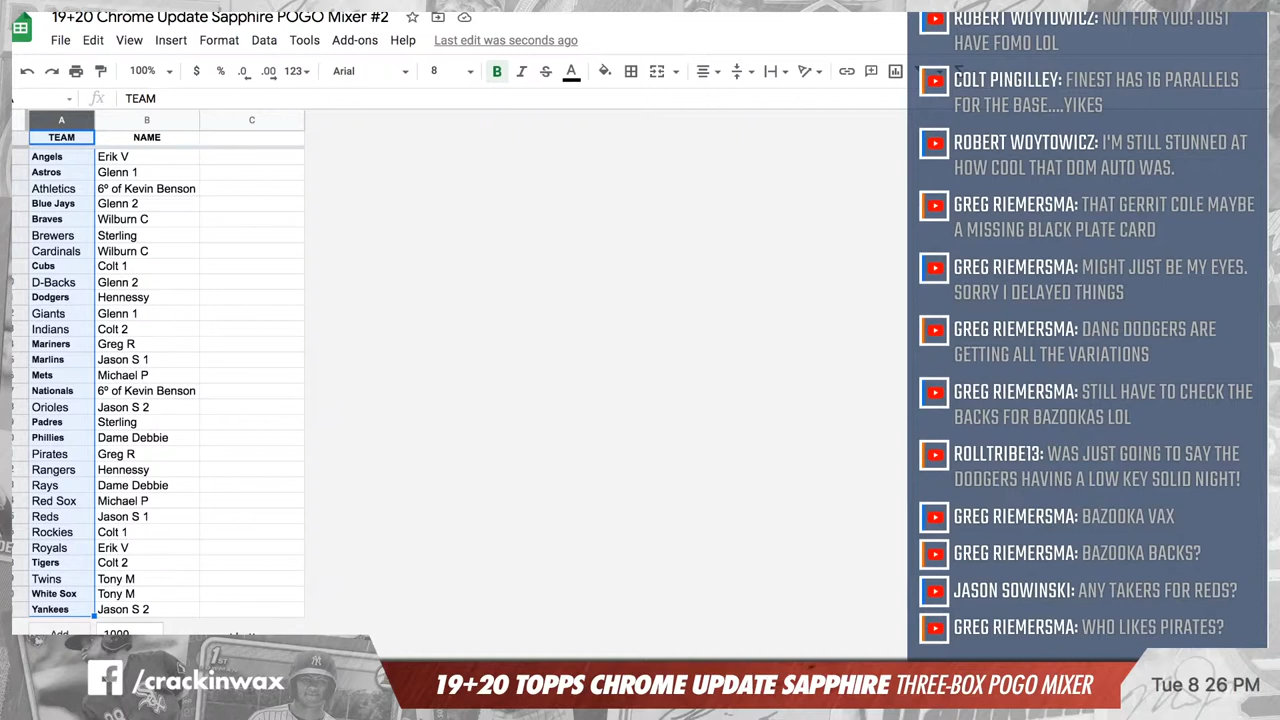 19+20 Chrome Update Sapphire POGO Mixer #2
File Edit View Insert Format Data Tools Add-ons Help Last edit was seconds ago
100% $ % .0 .00 123 Arial 8 B I S A
fx TEAM
A B C
TEAM NAME
Angels Erik V
Astros Glenn 1
Athletics 6º of Kevin Benson
Blue Jays Glenn 2
Braves Wilburn C
Brewers Sterling
Cardinals Wilburn C
Cubs Colt 1
D-Backs Glenn 2
Dodgers Hennessy
Giants Glenn 1
Indians Colt 2
Mariners Greg R
Marlins Jason S 1
Mets Michael P
Nationals 6º of Kevin Benson
Orioles Jason S 2
Padres Sterling
Phillies Dame Debbie
Pirates Greg R
Rangers Hennessy
Rays Dame Debbie
Red Sox Michael P
Reds Jason S 1
Rockies Colt 1
Royals Erik V
Tigers Colt 2
Twins Tony M
White Sox Tony M
Yankees Jason S 2
Add 1000
ROBERT WOYTOWICZ: NOT FOR YOU! JUST
HAVE FOMO LOL
COLT PINGILLEY: FINEST HAS 16 PARALLELS
FOR THE BASE....YIKES
ROBERT WOYTOWICZ: I'M STILL STUNNED AT
HOW COOL THAT DOM AUTO WAS.
GREG RIEMERSMA: THAT GERRIT COLE MAYBE
A MISSING BLACK PLATE CARD
GREG RIEMERSMA: MIGHT JUST BE MY EYES.
SORRY I DELAYED THINGS
GREG RIEMERSMA: DANG DODGERS ARE
GETTING ALL THE VARIATIONS
GREG RIEMERSMA: STILL HAVE TO CHECK THE
BACKS FOR BAZOOKAS LOL
ROLLTRIBE13: WAS JUST GOING TO SAY THE
DODGERS HAVING A LOW KEY SOLID NIGHT!
GREG RIEMERSMA: BAZOOKA VAX
GREG RIEMERSMA: BAZOOKA BACKS?
JASON SOWINSKI: ANY TAKERS FOR REDS?
GREG RIEMERSMA: WHO LIKES PIRATES?
f /crackinwax
19+20 TOPPS CHROME UPDATE SAPPHIRE THREE-BOX POGO MIXER
Tue 8 26 PM